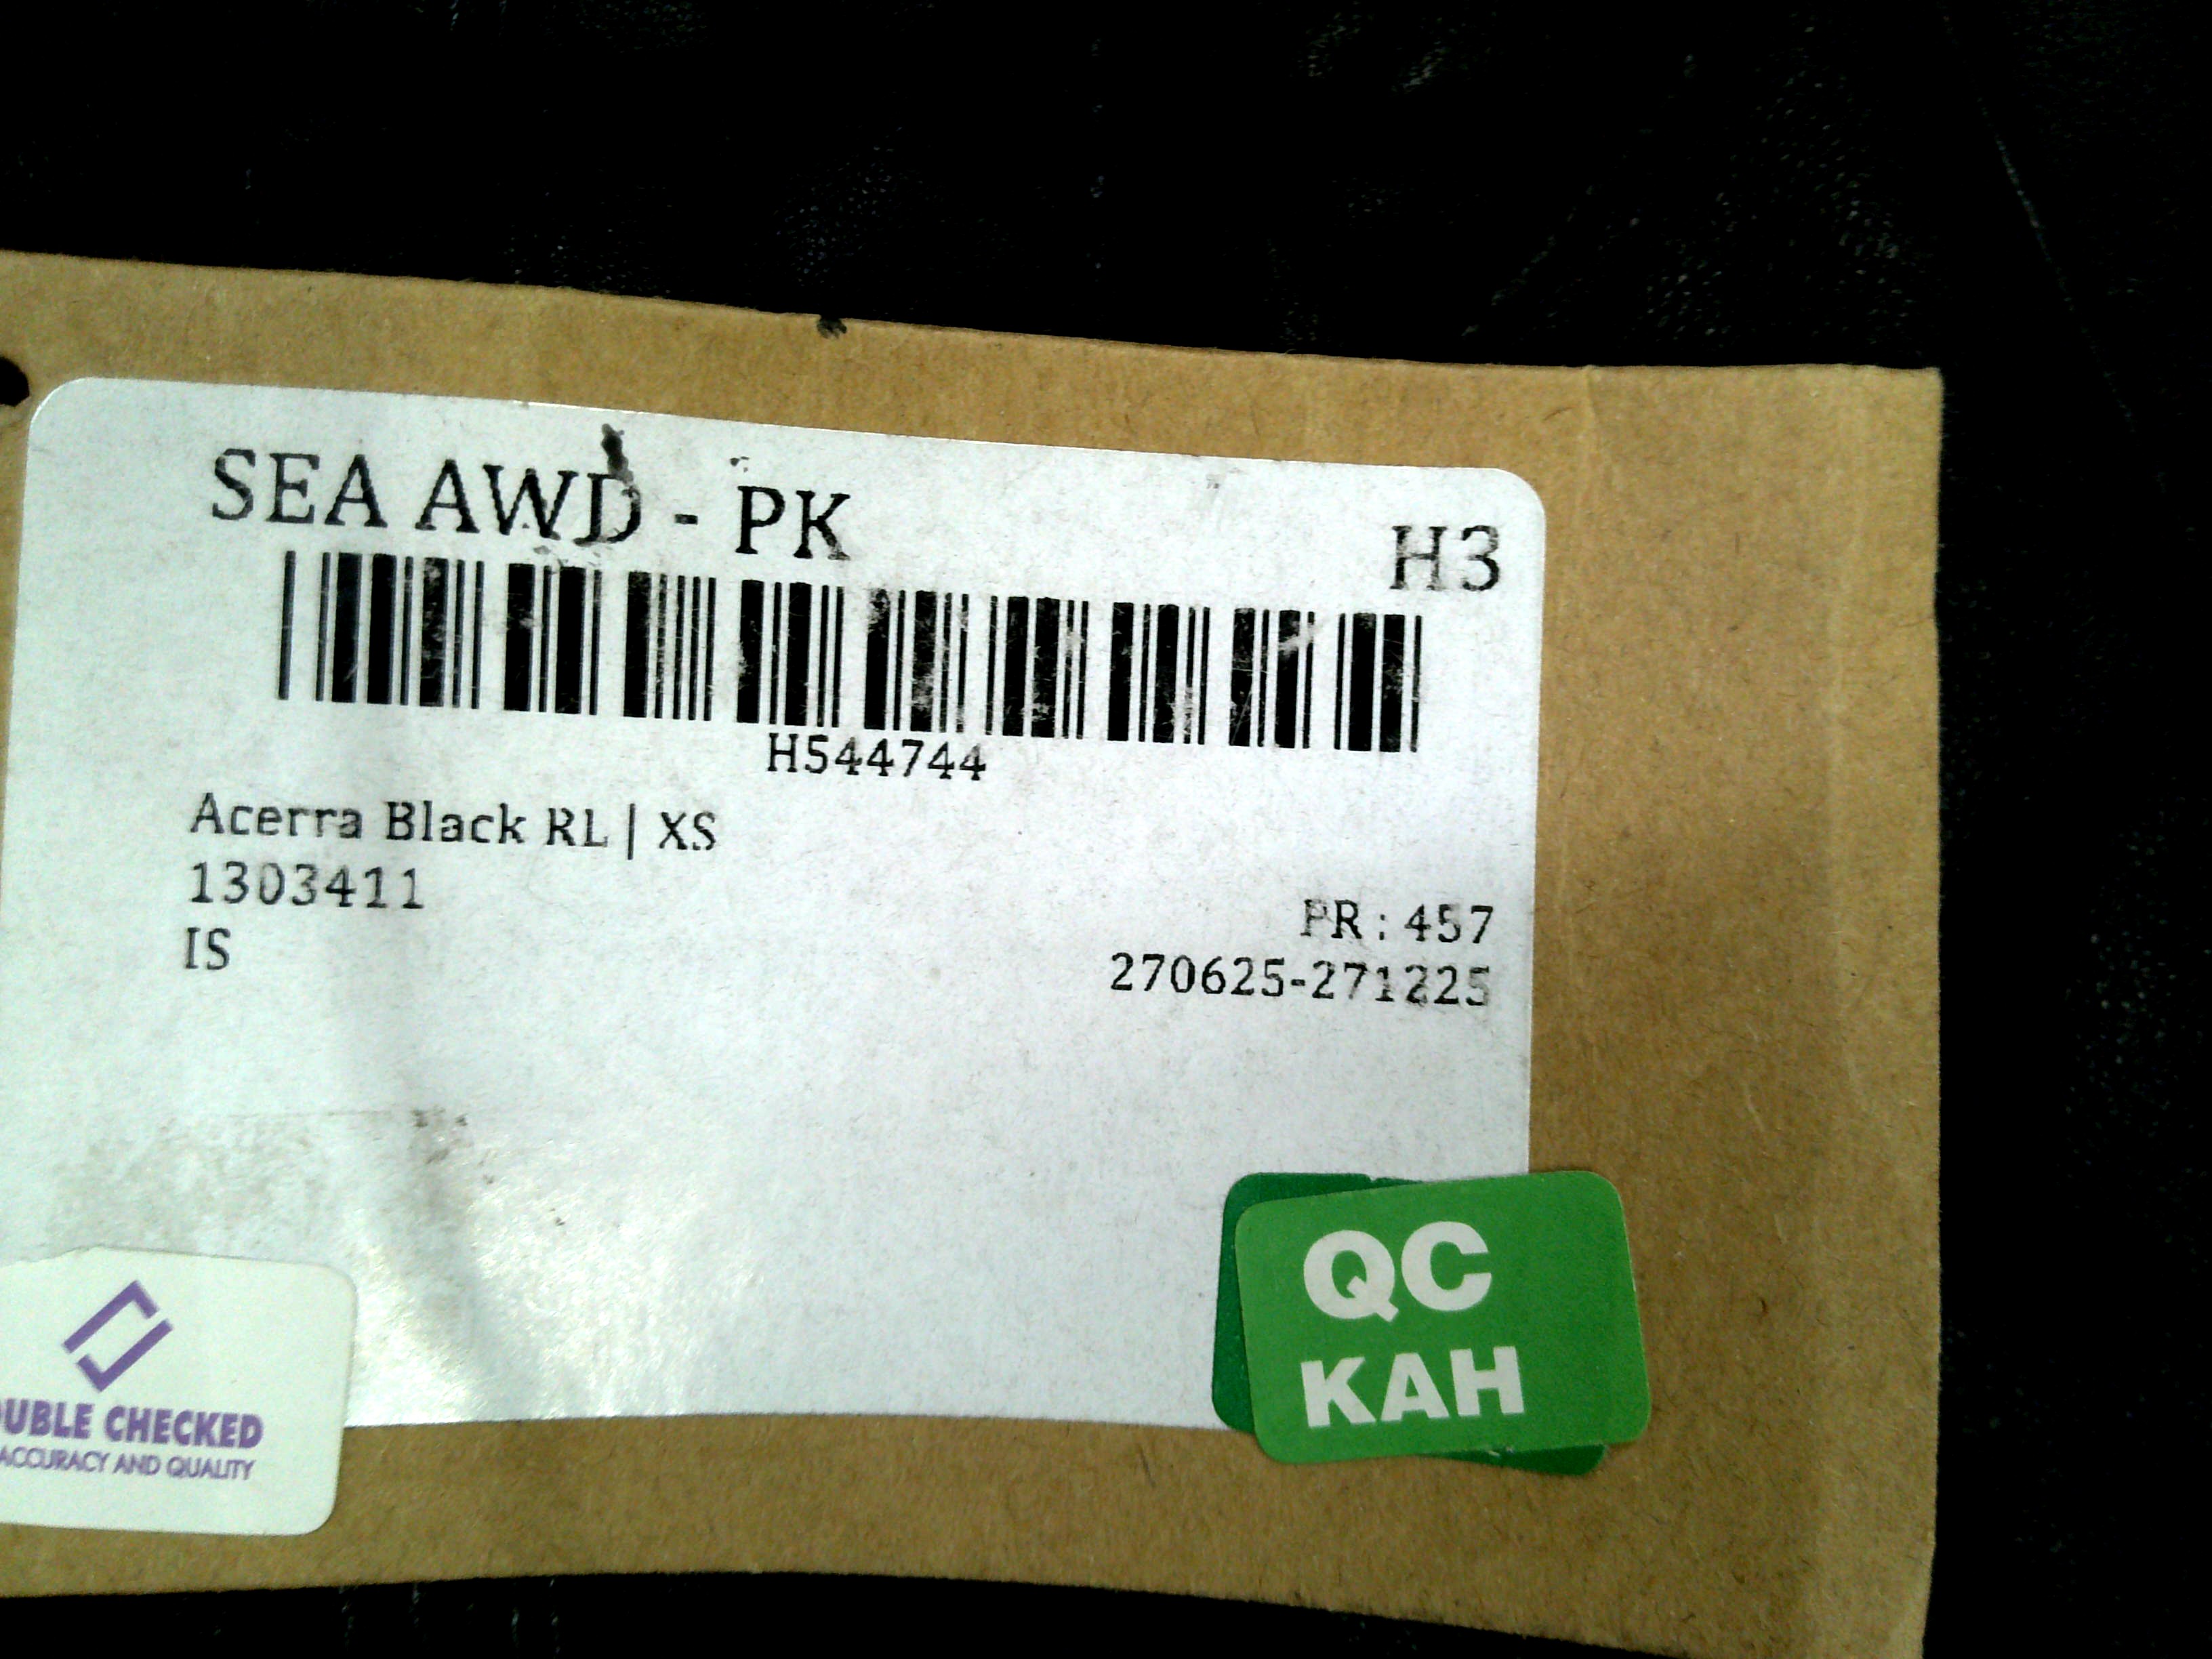 SEA AWD - PK
H3
H544744
Acerra Black RL | XS
1303411
IS
PR : 457
270625-271225
QC
KAH
CHECKED
ACCURACY AND QUALITY